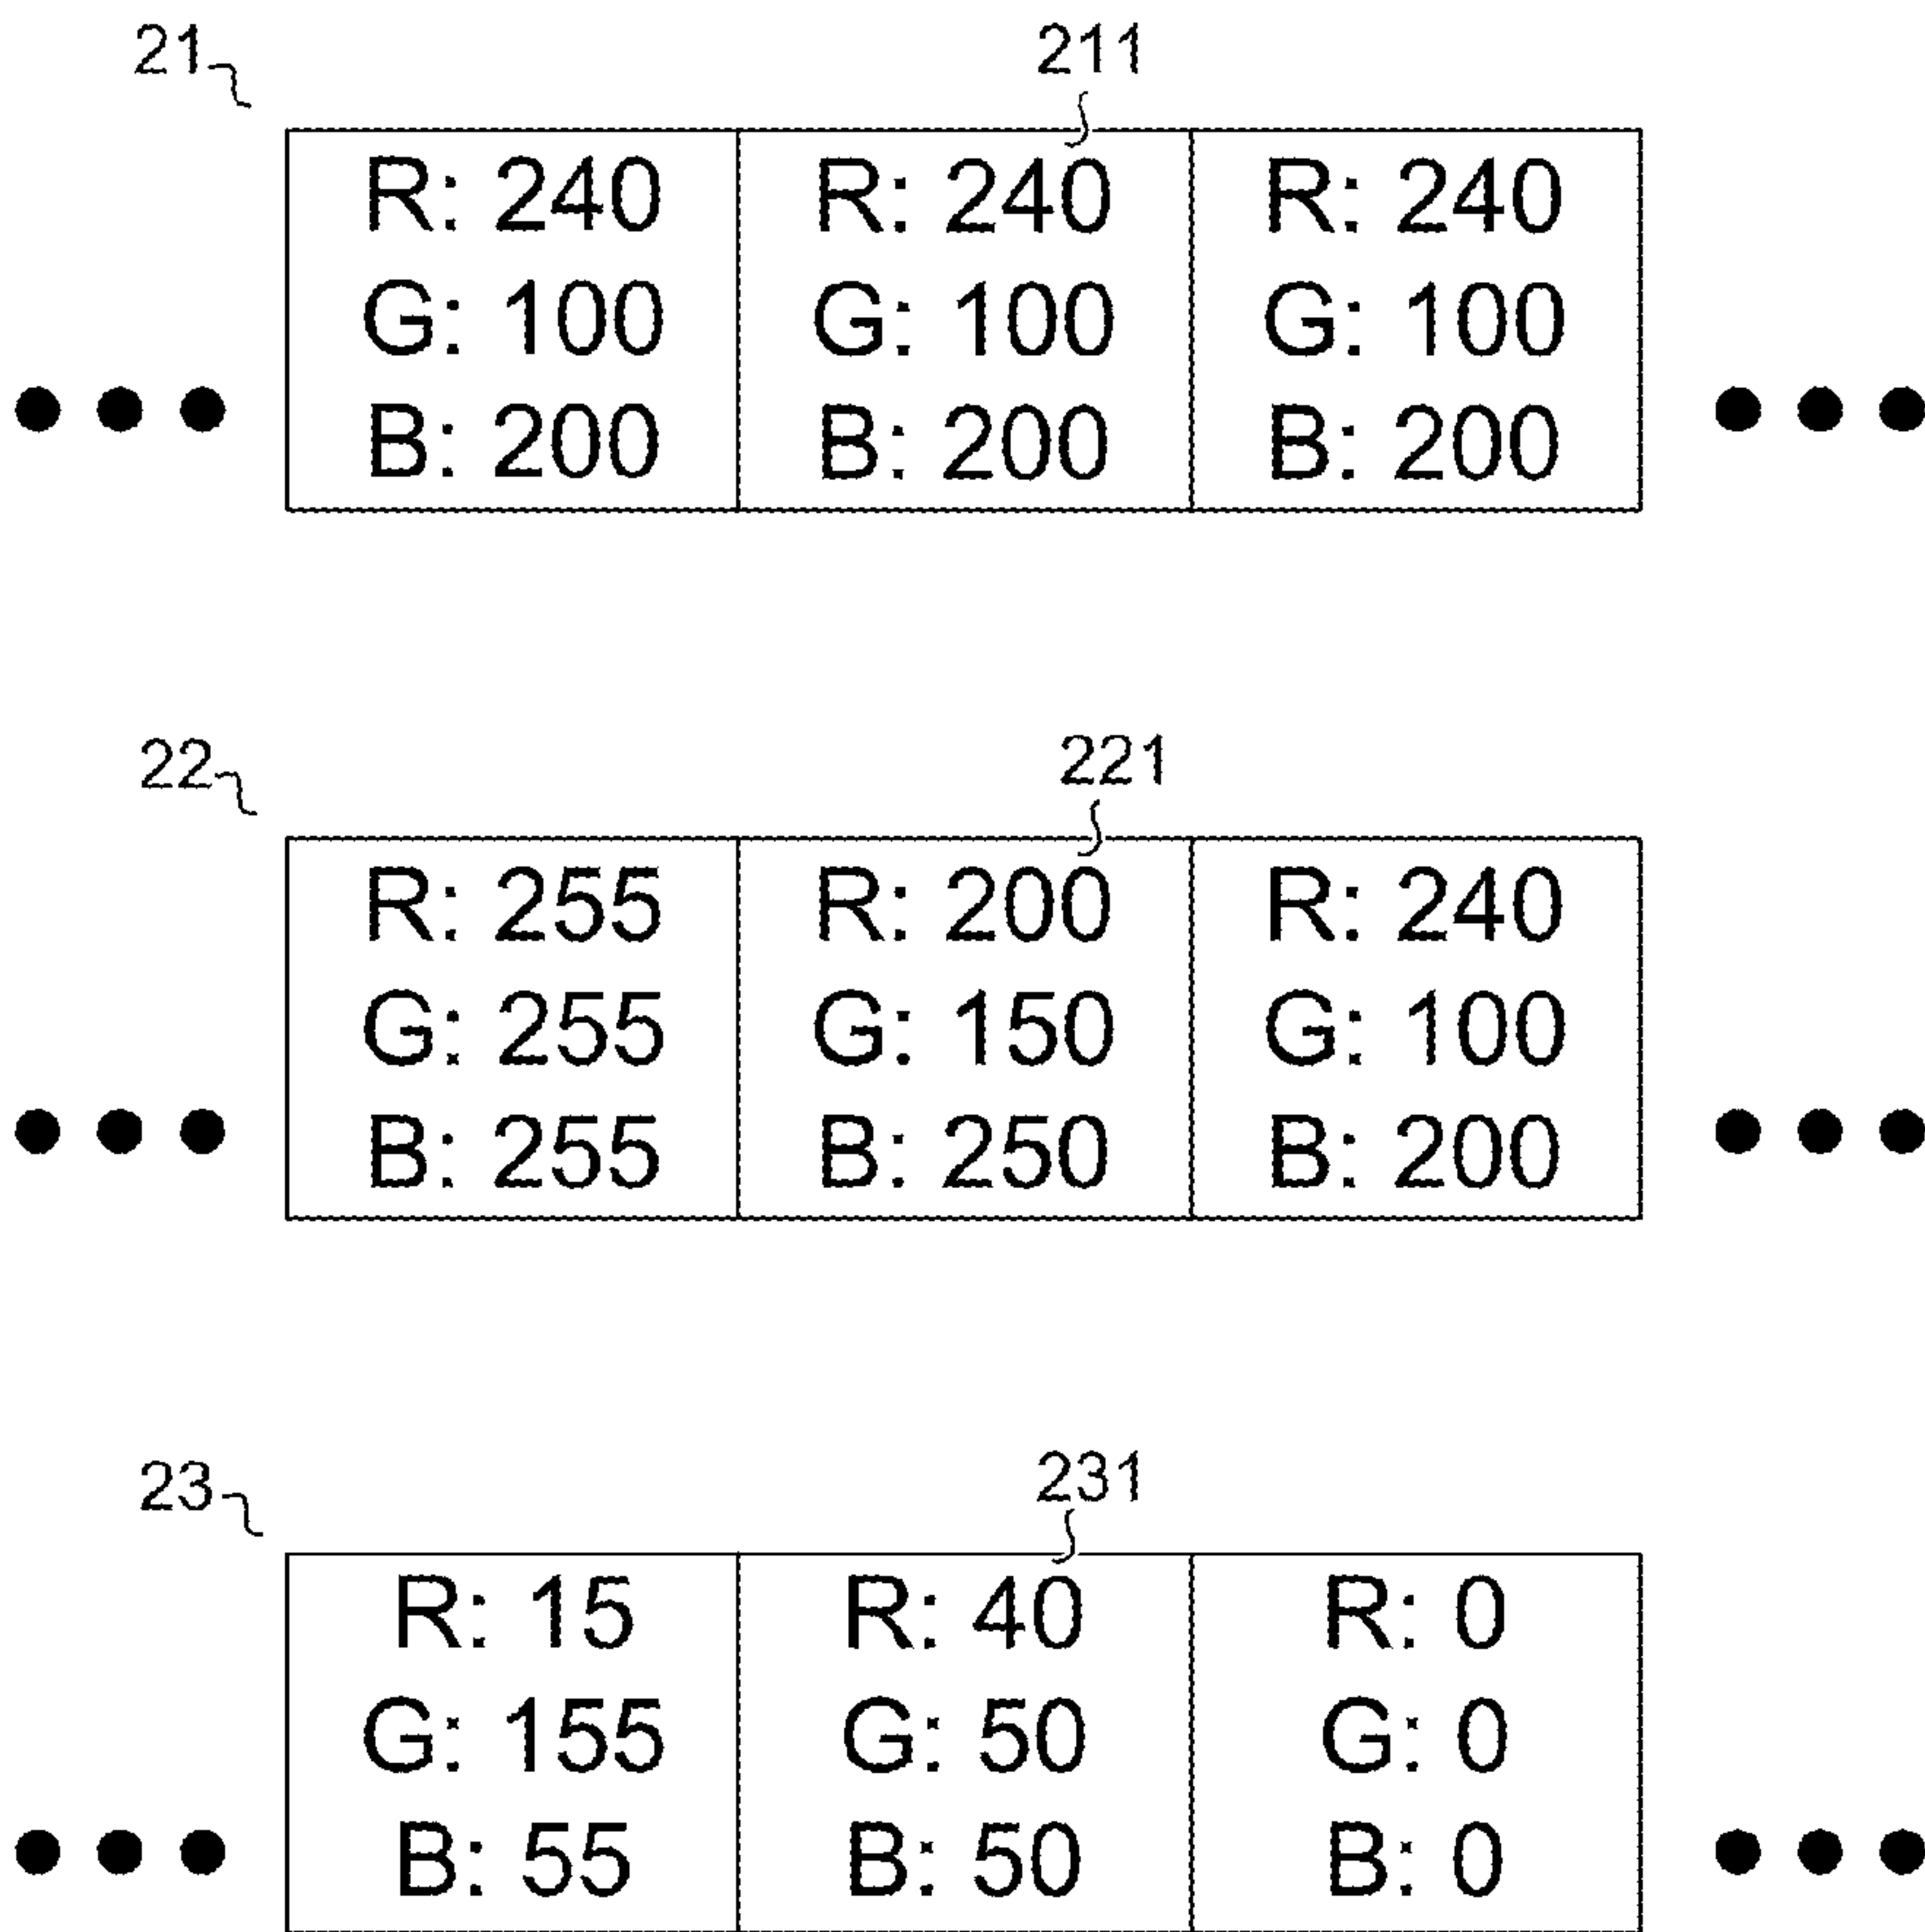 21 211
R: 240 R: 240 R: 240
G: 100 G: 100 G: 100
B: 200 B: 200 B: 200
22 221
R: 255 R: 200 R: 240
G: 255 G: 150 G: 100
B: 255 B: 250 B: 200
23 231
R: 15 R: 40 R: 0
G: 155 G: 50 G: 0
B: 55 B: 50 B: 0